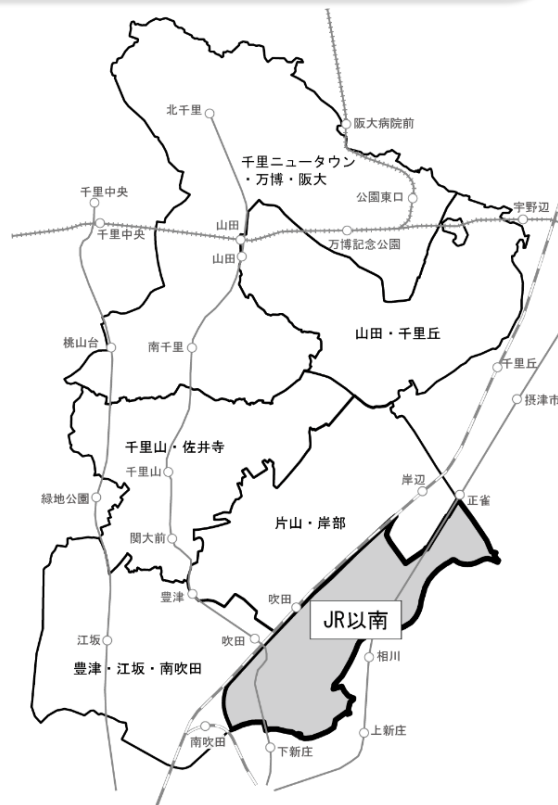 北千里
阪大病院前
千里ニュータウン
・万博・阪大
千里中央
公園東口
宇野辺
千里中央
山田
万博記念公園
山田
山田・千里丘
桃山台
南千里
千里丘
摂津市
千里山・佐井寺
千里山
岸辺
緑地公園
正雀
片山・岸部
関大前
豊津
吹田
JR以南
江坂
吹田
相川
豊津・江坂・南吹田
上新庄
南吹田
下新庄